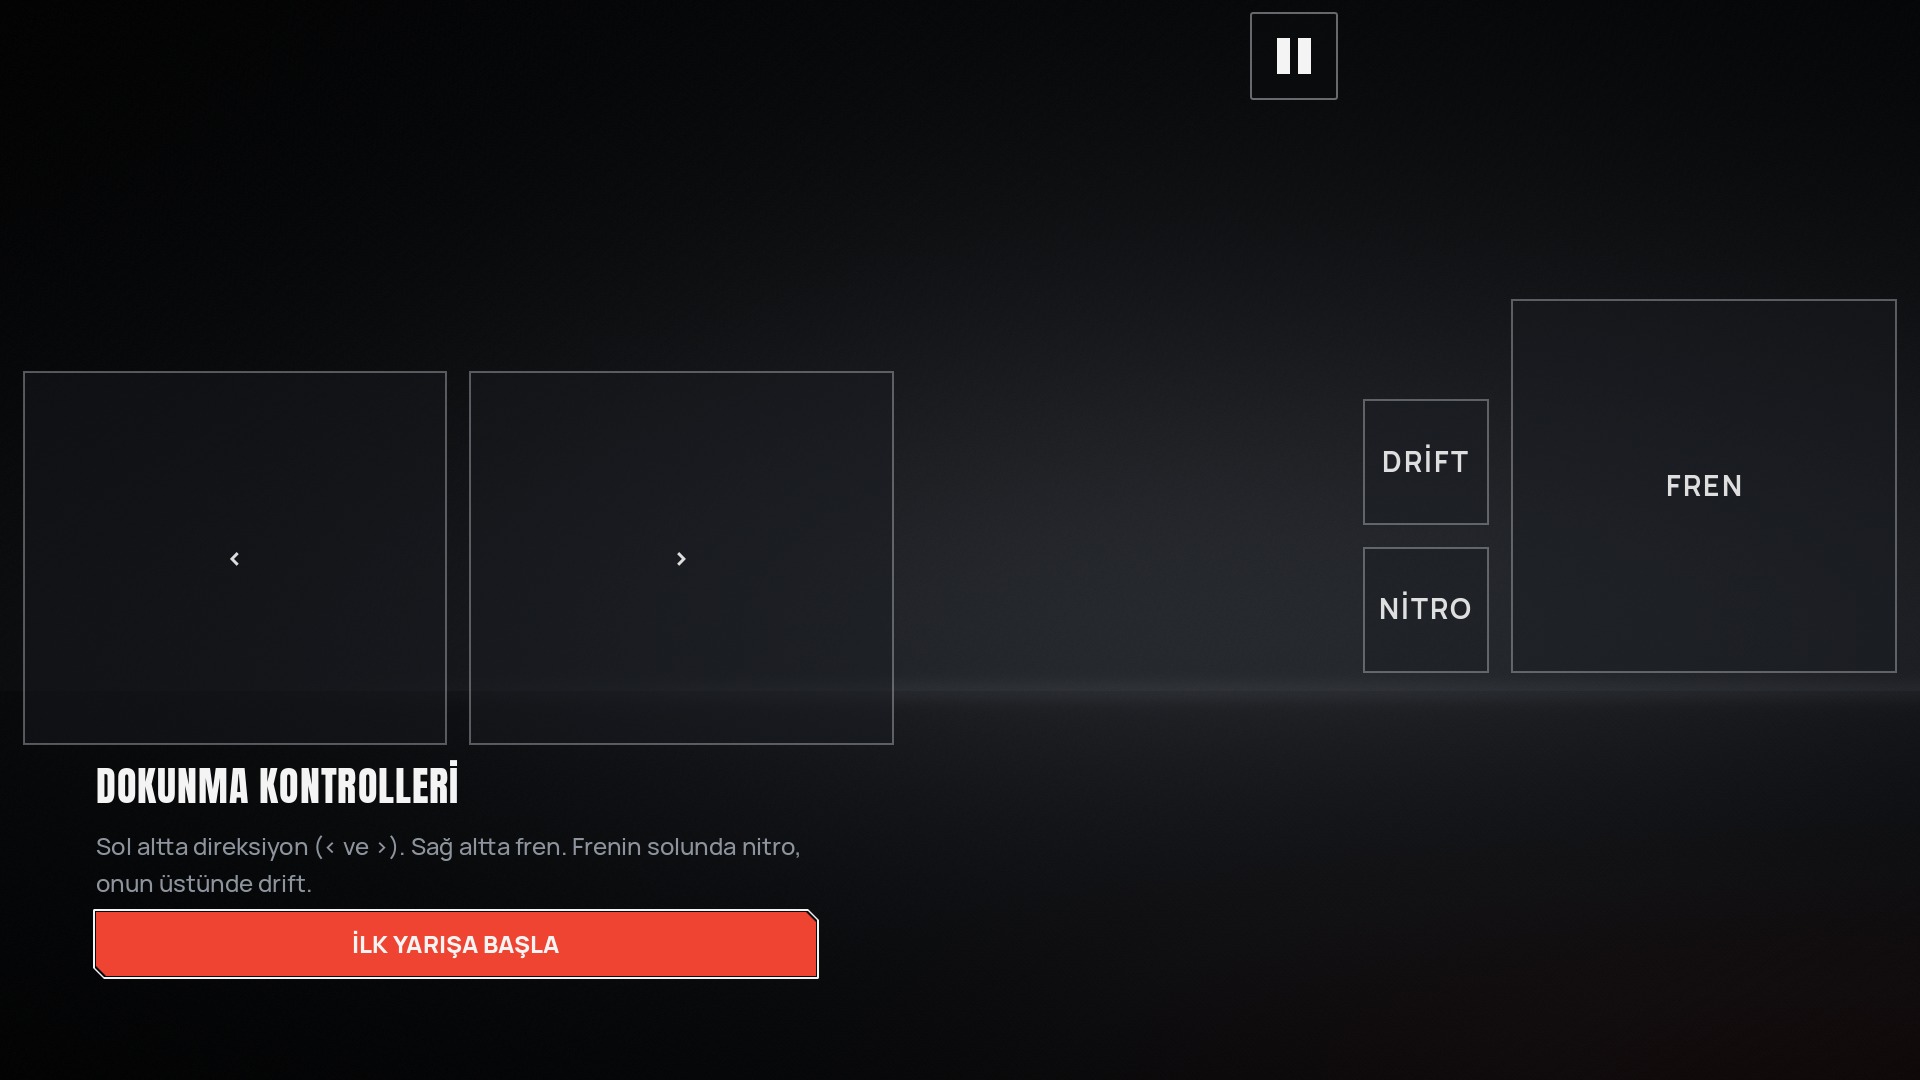 DRİFT
FREN
‹
›
NİTRO
DOKUNMA KONTROLLERİ
Sol altta direksiyon (‹ ve ›). Sağ altta fren. Frenin solunda nitro,
onun üstünde drift.
İLK YARIŞA BAŞLA